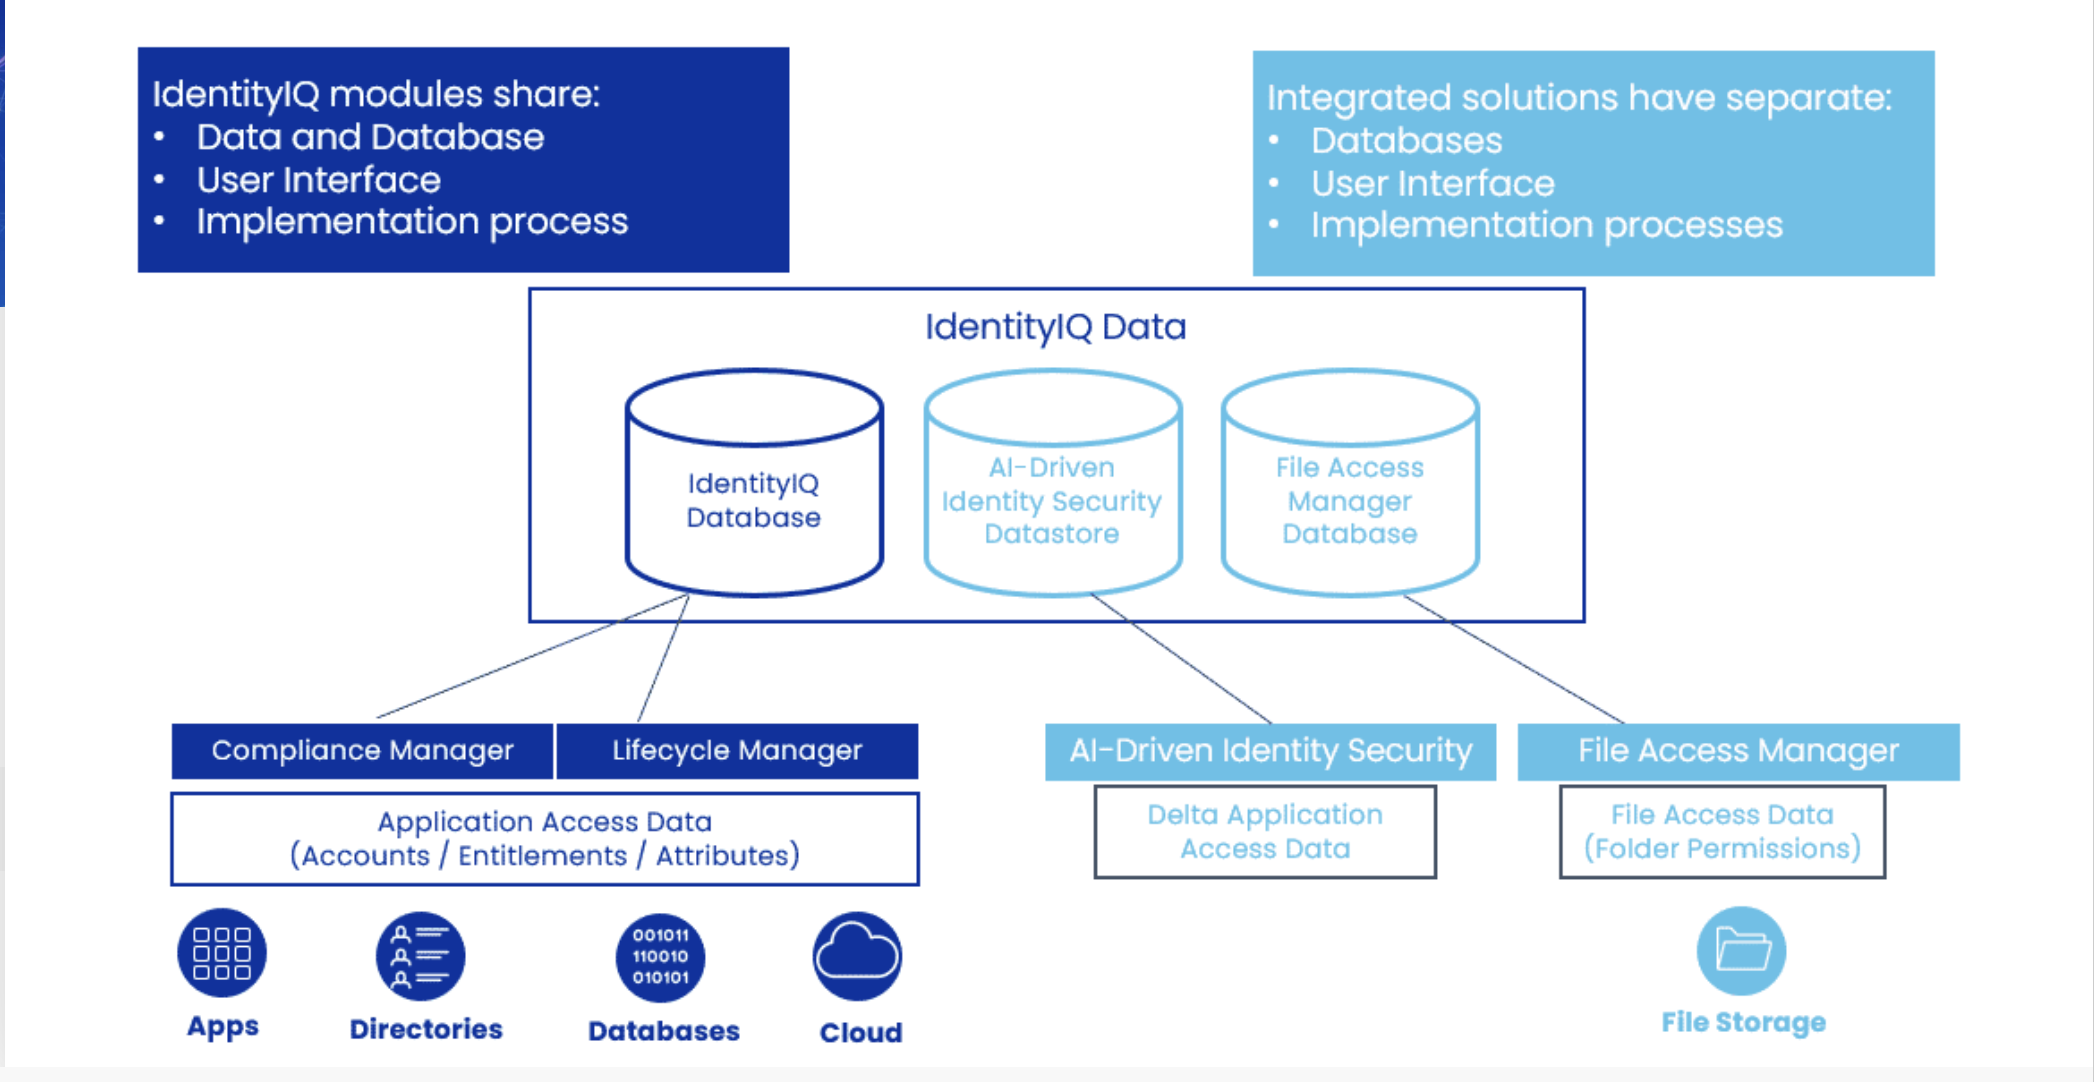 IdentityIQ modules share:
• Data and Database
• User Interface
• Implementation process
Integrated solutions have separate:
• Databases
• User Interface
• Implementation processes
IdentityIQ Data
IdentityIQ
Database
AI-Driven
Identity Security
Datastore
File Access
Manager
Database
Compliance Manager
Lifecycle Manager
AI-Driven Identity Security
File Access Manager
Application Access Data
(Accounts / Entitlements / Attributes)
Delta Application
Access Data
File Access Data
(Folder Permissions)
001011
110010
010101
Apps
Directories
Databases
Cloud
File Storage